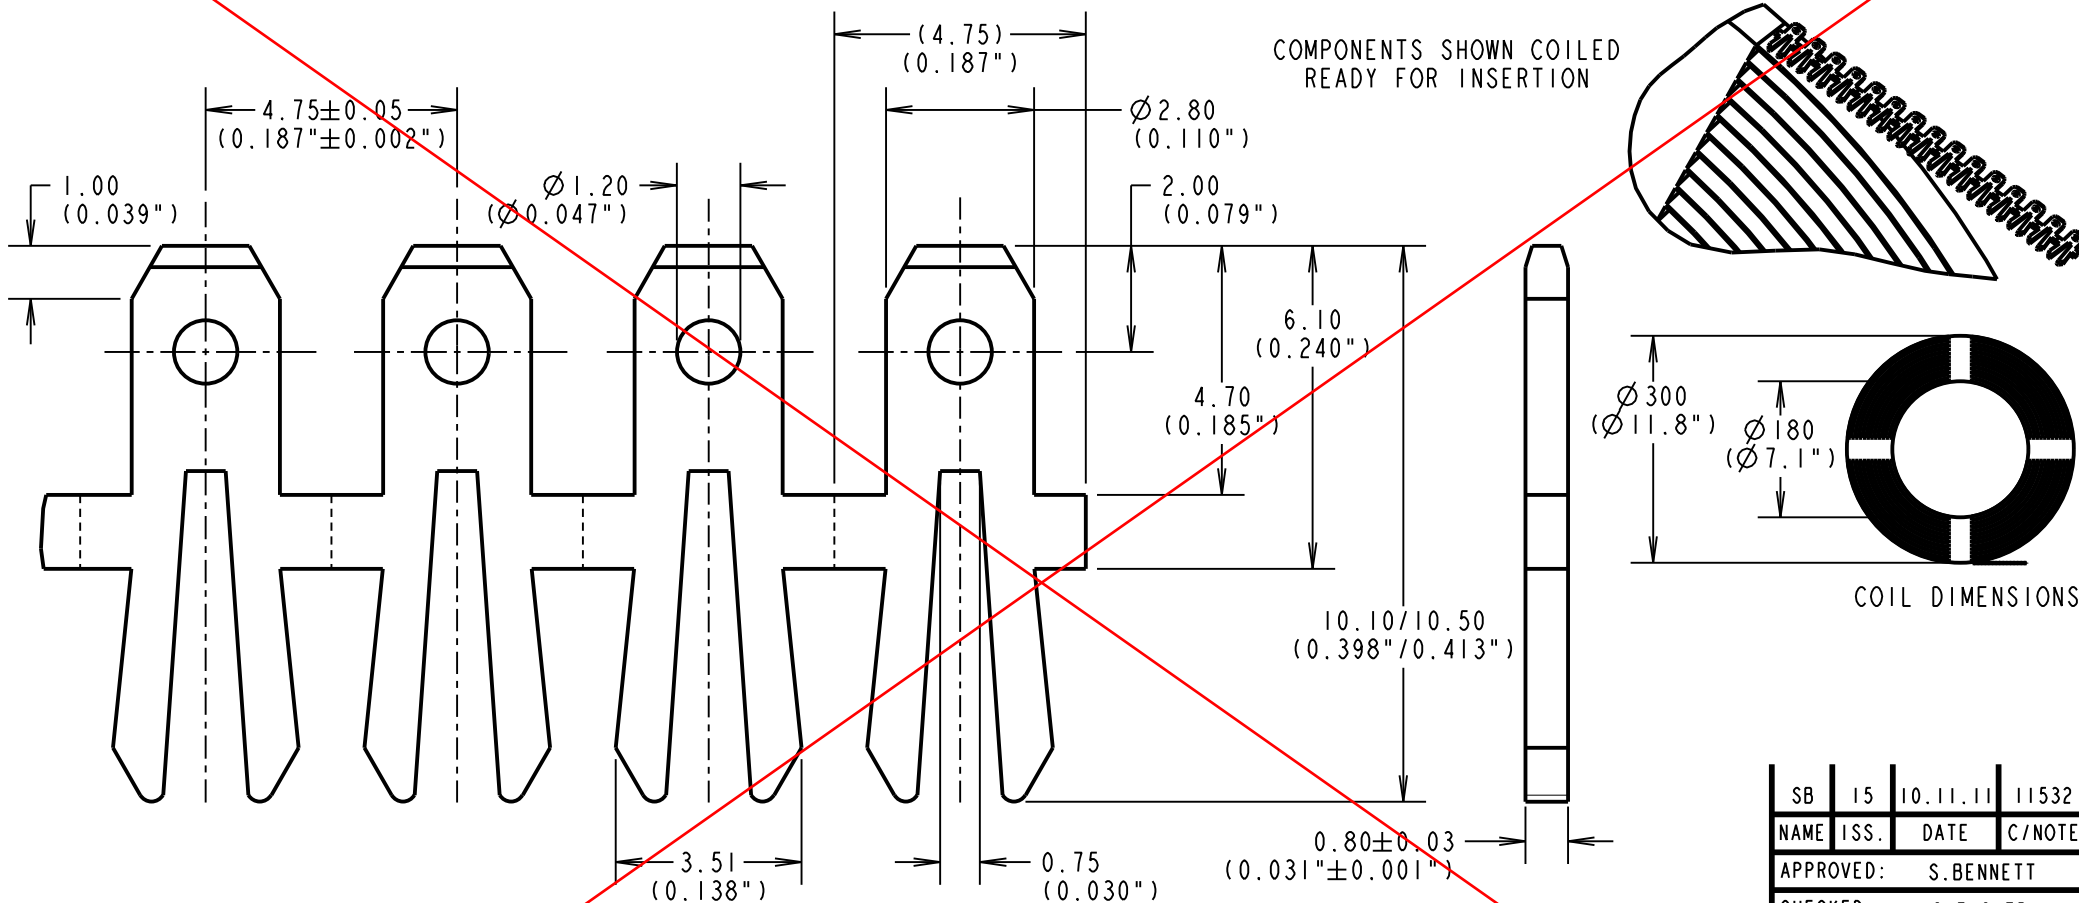 (4.75)
(0.187")
COMPONENTS SHOWN COILED
READY FOR INSERTION
4.75±0.05
(0.187"±0.002")
Ø2.80
(0.110")
1.00
(0.039")
Ø1.20
(Ø0.047")
2.00
(0.079")
6.10
(0.240")
4.70
(0.185")
Ø300
(Ø11.8")
Ø180
(Ø7.1")
COIL DIMENSIONS
10.10/10.50
(0.398"/0.413")
0.80±0.03
(0.031"±0.001")
3.51
(0.138")
0.75
(0.030")
SB 15 10.11.11 11532
NAME ISS. DATE C/NOTE
APPROVED: S.BENNETT